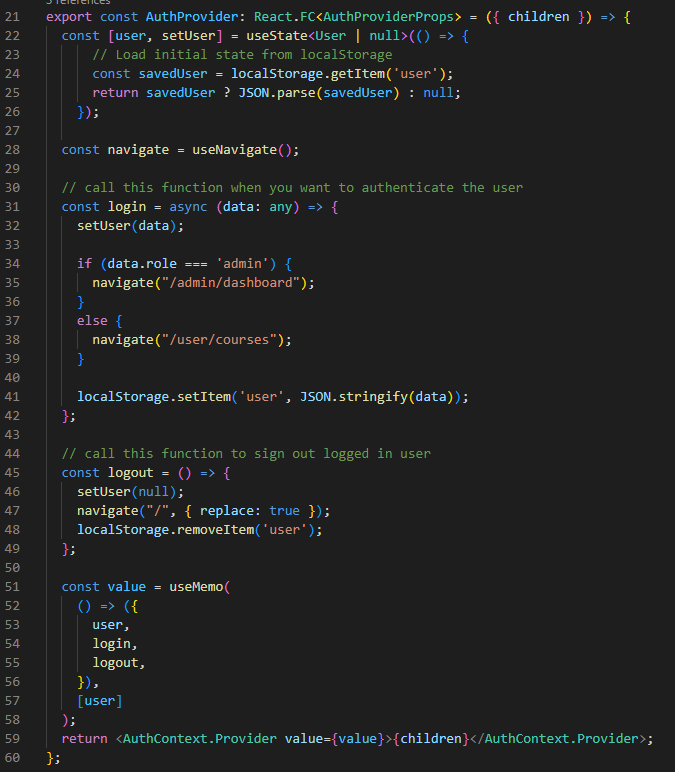 3 references
21 export const AuthProvider: React.FC<AuthProviderProps> = ({ children }) => {
22   const [user, setUser] = useState<User | null>(() => {
23       // Load initial state from localStorage
24       const savedUser = localStorage.getItem('user');
25       return savedUser ? JSON.parse(savedUser) : null;
26     });
27
28   const navigate = useNavigate();
29
30   // call this function when you want to authenticate the user
31   const login = async (data: any) => {
32     setUser(data);
33
34     if (data.role === 'admin') {
35       navigate("/admin/dashboard");
36     }
37     else {
38       navigate("/user/courses");
39     }
40
41     localStorage.setItem('user', JSON.stringify(data));
42   };
43
44   // call this function to sign out logged in user
45   const logout = () => {
46     setUser(null);
47     navigate("/", { replace: true });
48     localStorage.removeItem('user');
49   };
50
51   const value = useMemo(
52     () => ({
53       user,
54       login,
55       logout,
56     }),
57     [user]
58   );
59   return <AuthContext.Provider value={value}>{children}</AuthContext.Provider>;
60 };